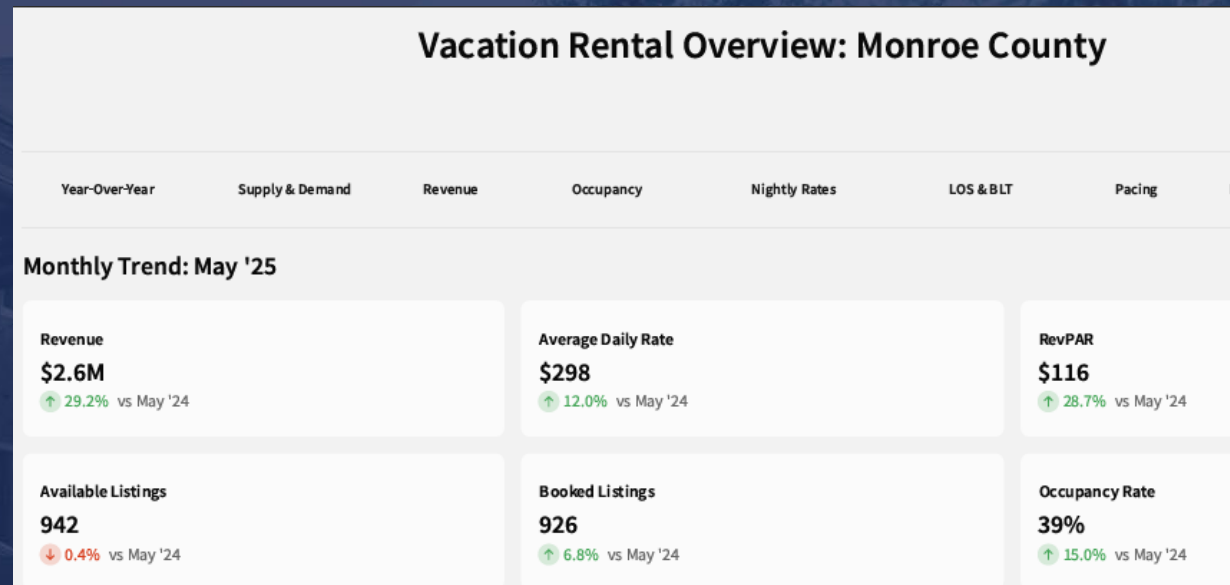 Vacation Rental Overview: Monroe County
Year-Over-Year Supply & Demand Revenue Occupancy Nightly Rates LOS & BLT Pacing
Monthly Trend: May '25
Revenue Average Daily Rate RevPAR
$2.6M $298 $116
↑ 29.2% vs May '24 ↑ 12.0% vs May '24 ↑ 28.7% vs May '24
Available Listings Booked Listings Occupancy Rate
942 926 39%
↓ 0.4% vs May '24 ↑ 6.8% vs May '24 ↑ 15.0% vs May '24